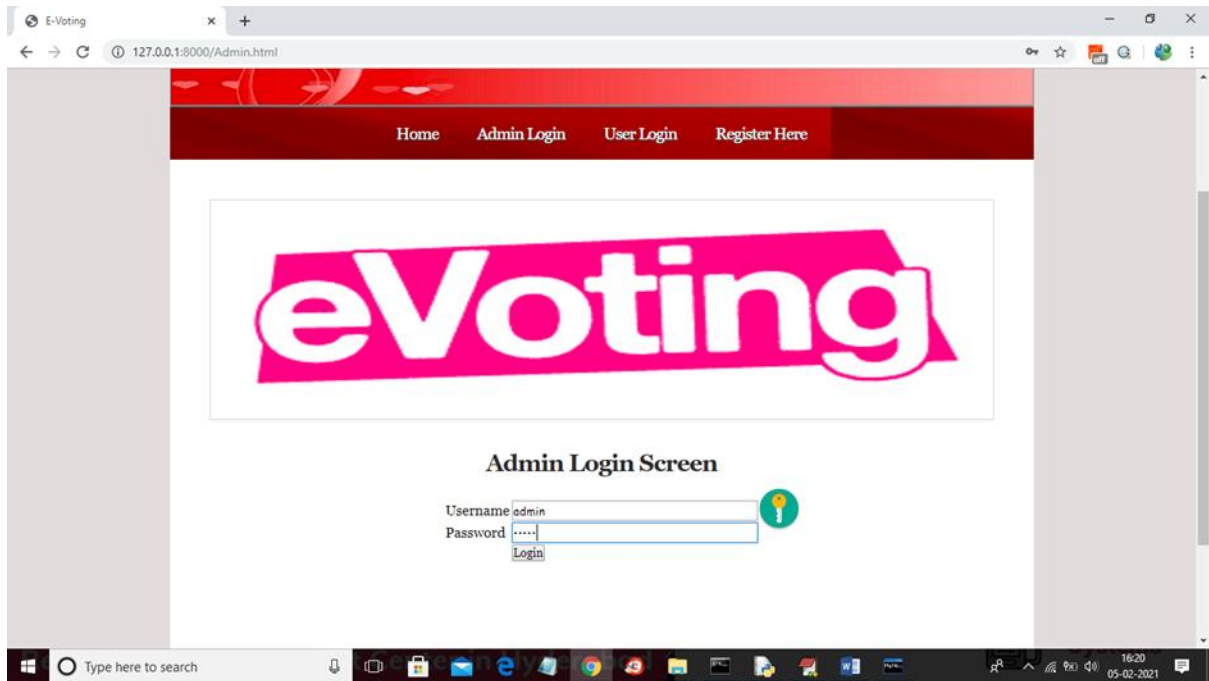 E-Voting
127.0.0.1:8000/Admin.html
off
Home Admin Login User Login Register Here
eVoting
Admin Login Screen
Username admin
Password •••••
Login
Type here to search
16:20
05-02-2021